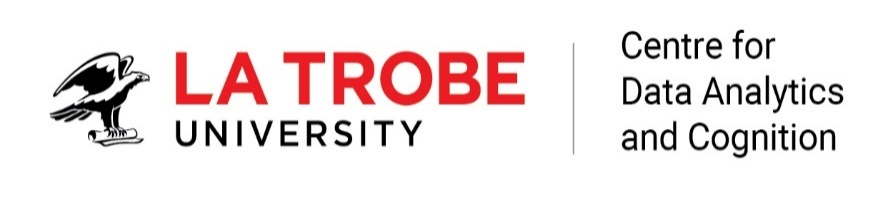 LA TROBE
UNIVERSITY
Centre for
Data Analytics
and Cognition